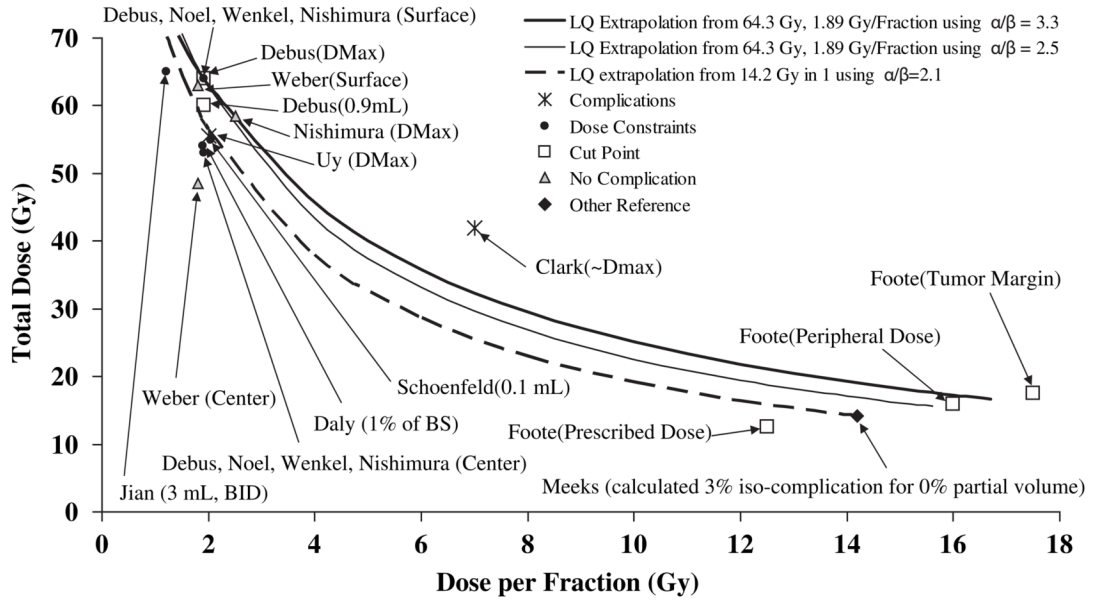 Debus, Noel, Wenkel, Nishimura (Surface)
Debus(DMax)
Weber(Surface)
Debus(0.9mL)
Nishimura (DMax)
Uy (DMax)
LQ Extrapolation from 64.3 Gy, 1.89 Gy/Fraction using α/β = 3.3
LQ Extrapolation from 64.3 Gy, 1.89 Gy/Fraction using α/β = 2.5
LQ extrapolation from 14.2 Gy in 1 using α/β=2.1
Complications
Dose Constraints
Cut Point
No Complication
Other Reference
Clark(~Dmax)
Foote(Tumor Margin)
Foote(Peripheral Dose)
Weber (Center)
Schoenfeld(0.1 mL)
Daly (1% of BS)
Foote(Prescribed Dose)
Debus, Noel, Wenkel, Nishimura (Center)
Jian (3 mL, BID)
Meeks (calculated 3% iso-complication for 0% partial volume)
Total Dose (Gy)
70
60
50
40
30
20
10
0
0 2 4 6 8 10 12 14 16 18
Dose per Fraction (Gy)